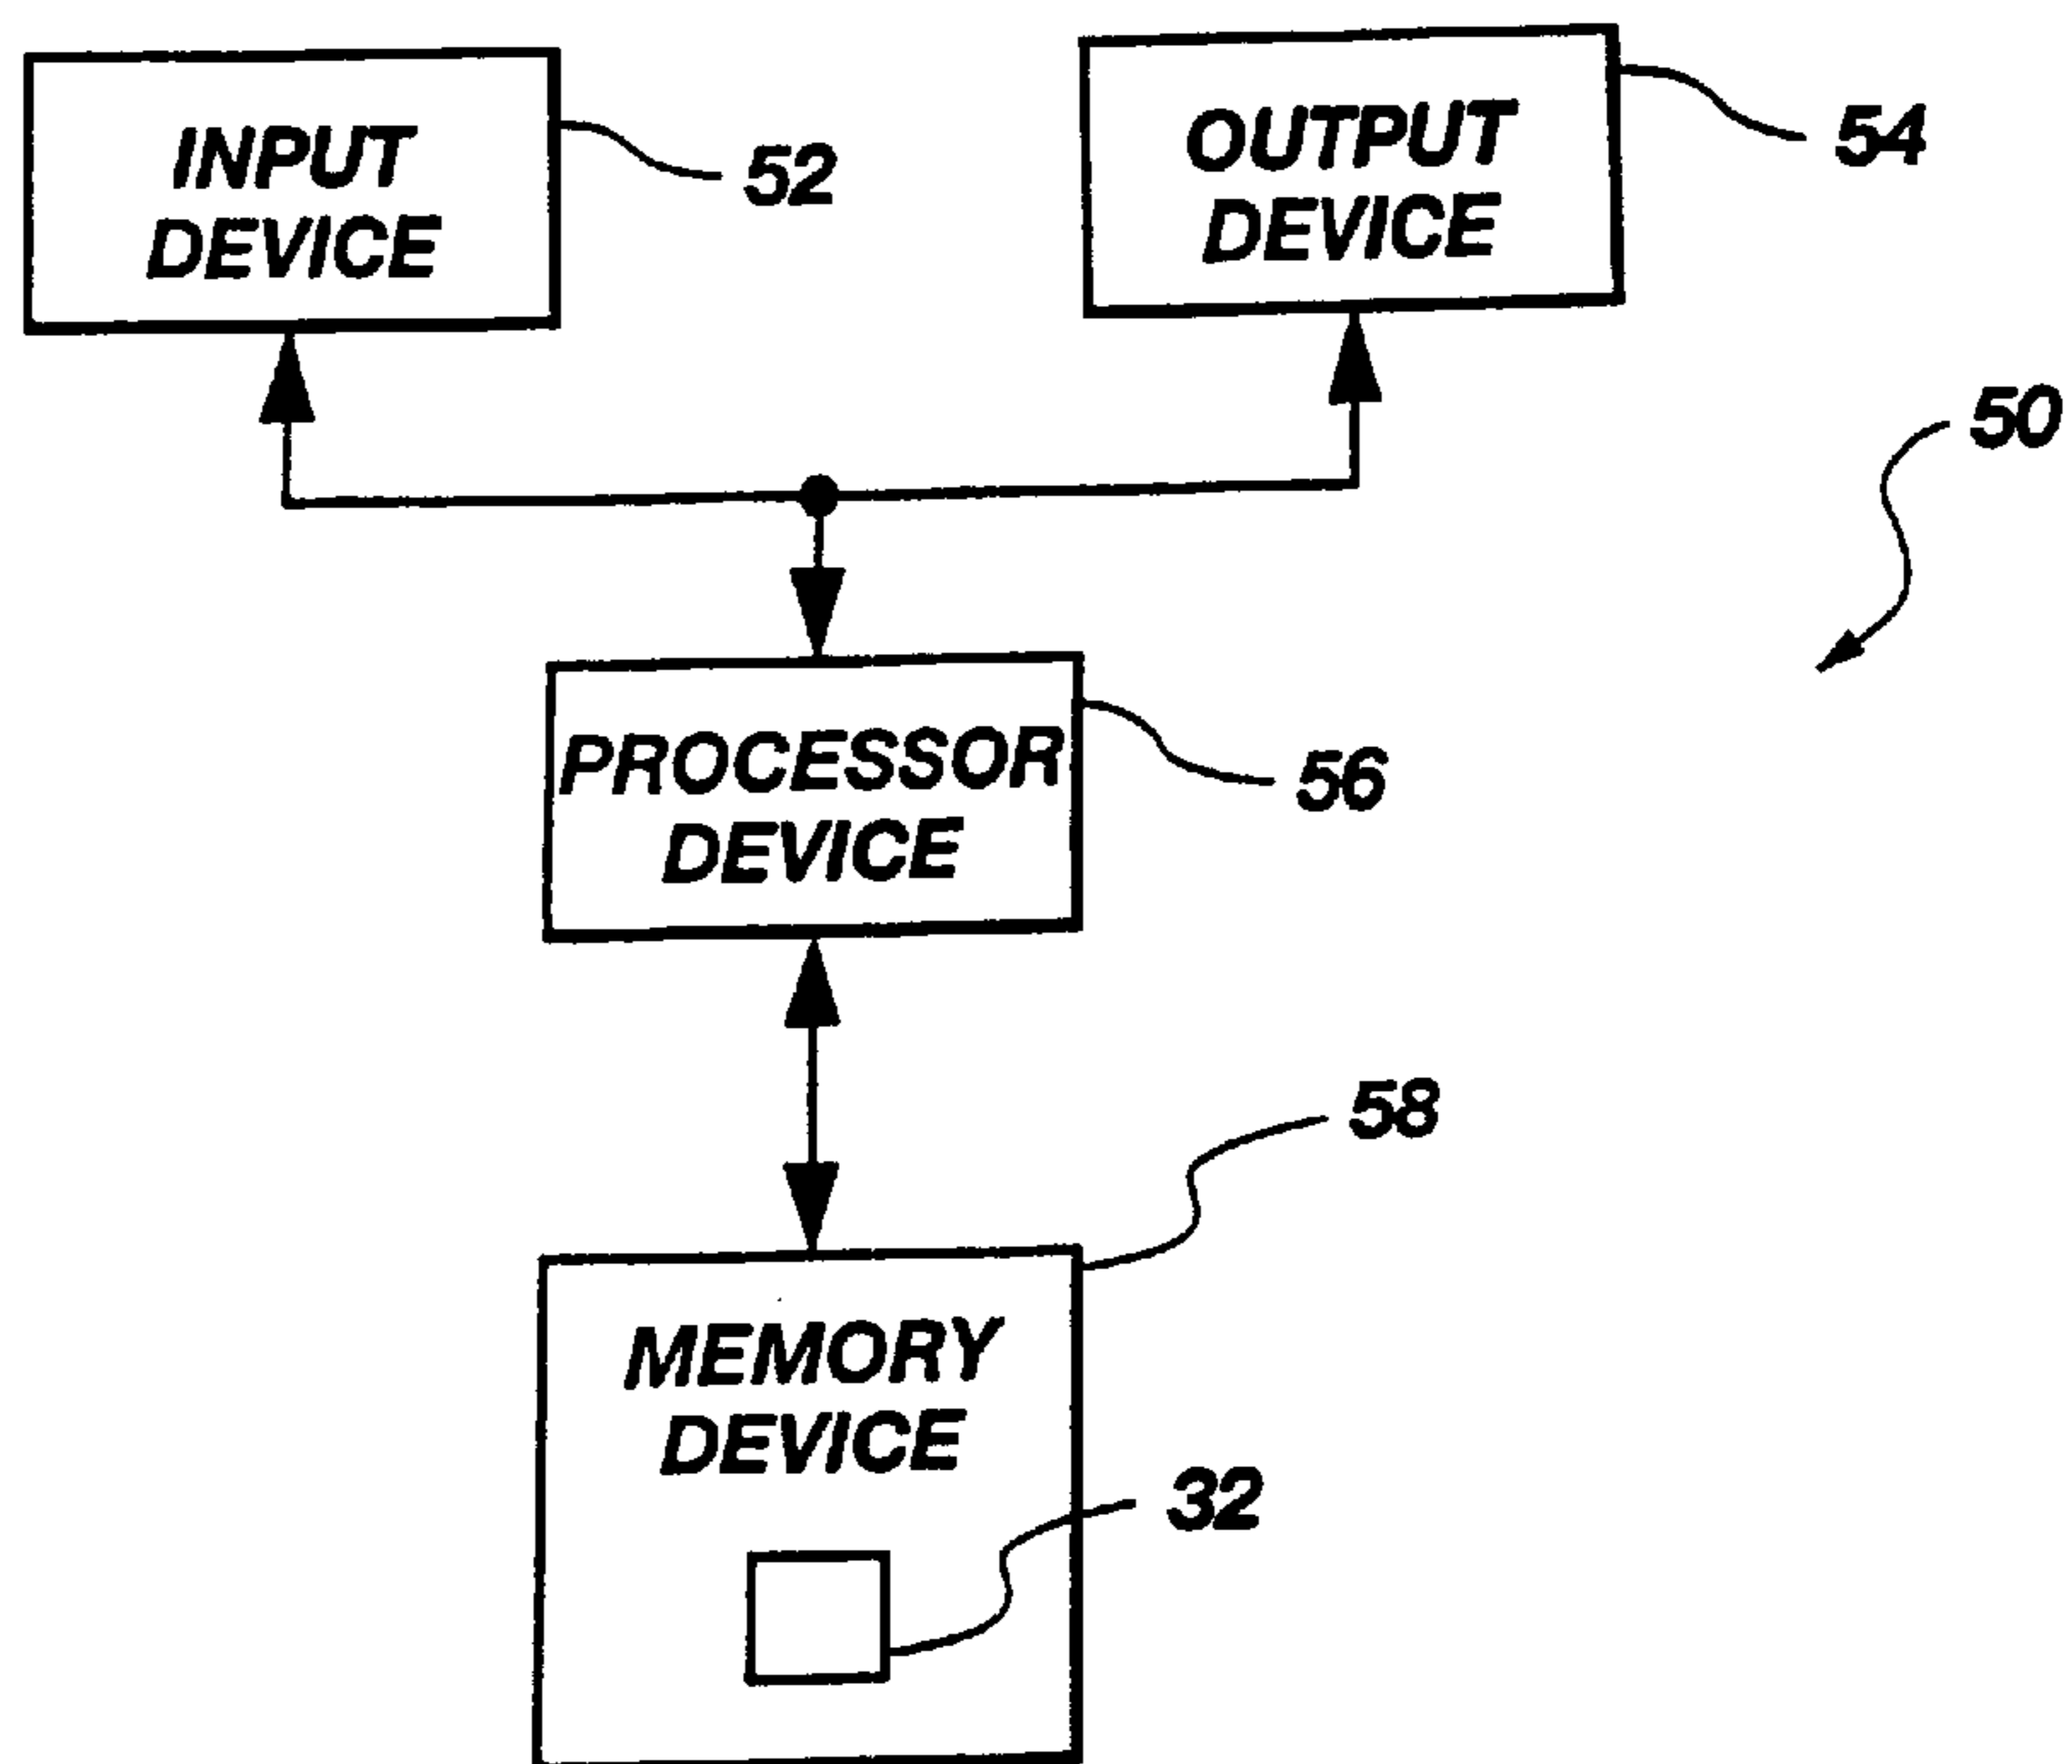 INPUT
DEVICE
52
OUTPUT
DEVICE
54
50
PROCESSOR
DEVICE
56
58
MEMORY
DEVICE
32